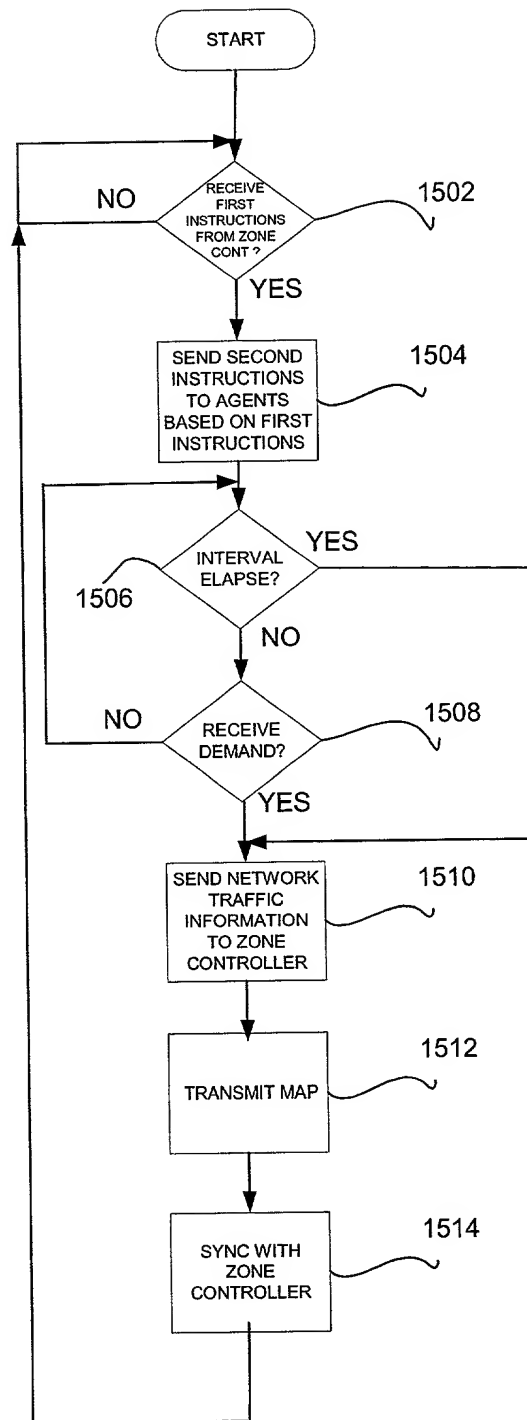 START
NO
RECEIVE
FIRST
INSTRUCTIONS
FROM ZONE
CONT ?
1502
YES
SEND SECOND
INSTRUCTIONS
TO AGENTS
BASED ON FIRST
INSTRUCTIONS
1504
INTERVAL
ELAPSE?
YES
1506
NO
NO
RECEIVE
DEMAND?
1508
YES
SEND NETWORK
TRAFFIC
INFORMATION
TO ZONE
CONTROLLER
1510
TRANSMIT MAP
1512
SYNC WITH
ZONE
CONTROLLER
1514